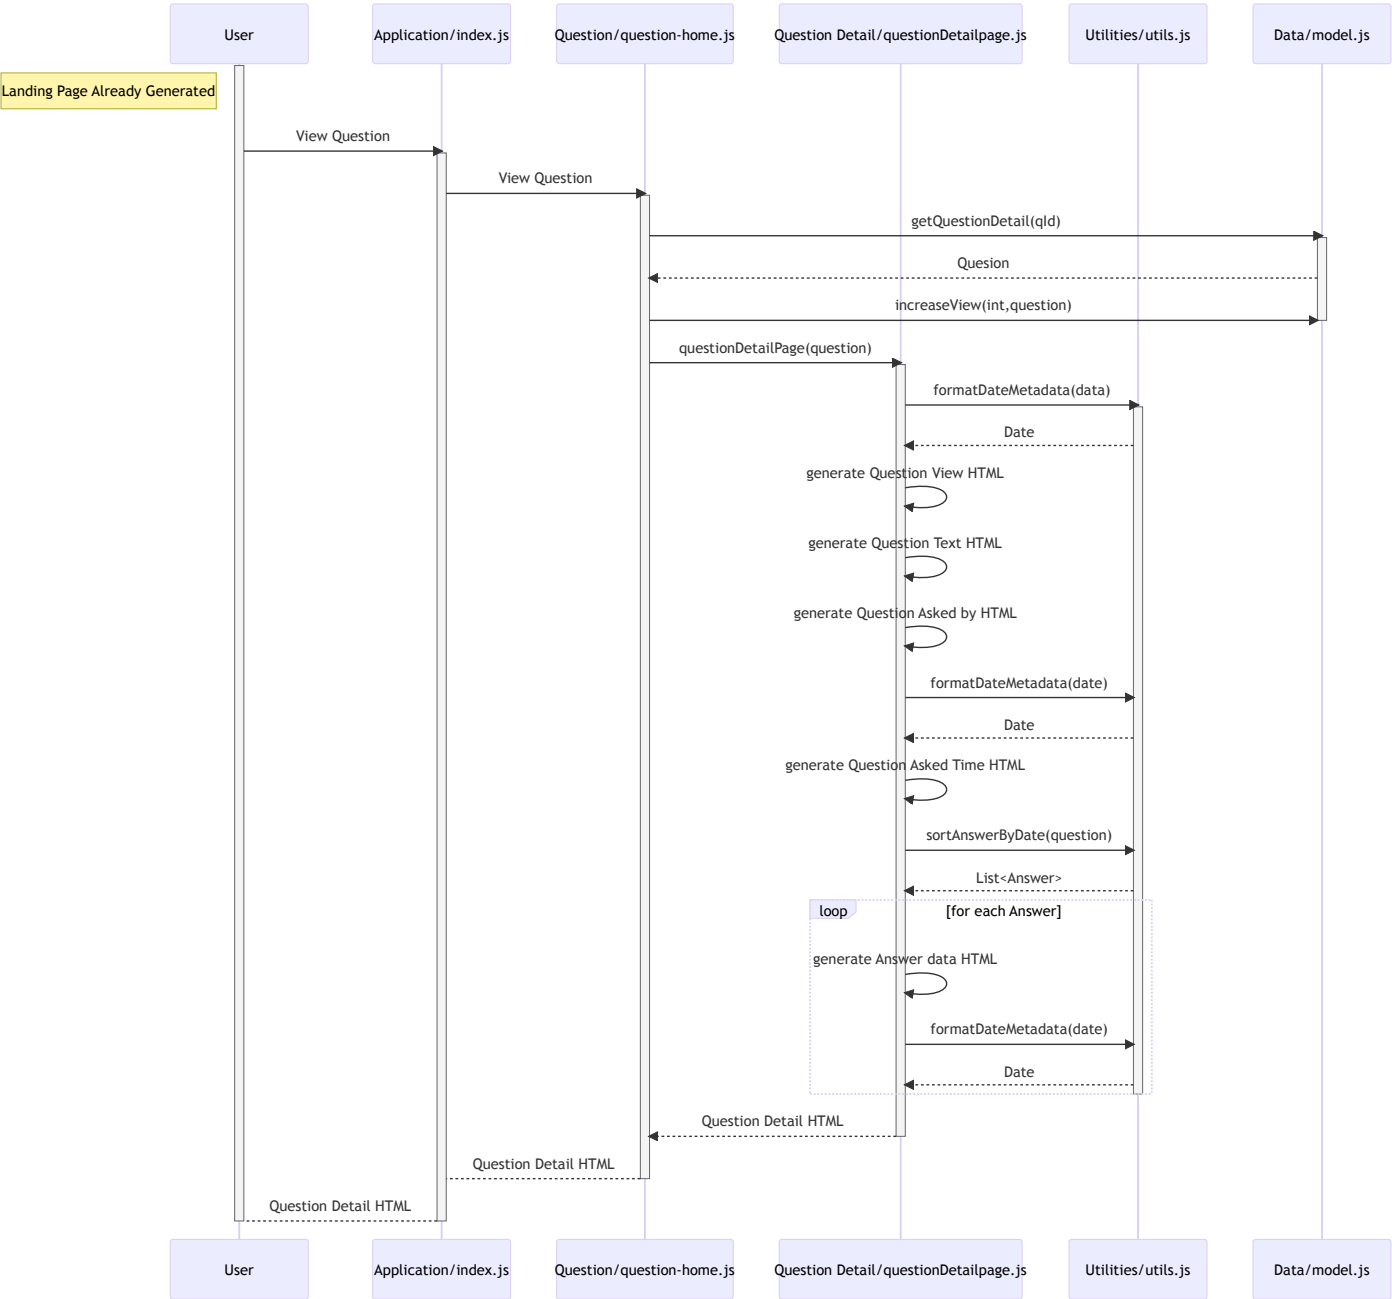 User
Application/index.js
Question/question-home.js
Question Detail/questionDetailpage.js
Utilities/utils.js
Data/model.js
Landing Page Already Generated
View Question
View Question
getQuestionDetail(qId)
Quesion
increaseView(int,question)
questionDetailPage(question)
formatDateMetadata(data)
Date
generate Question View HTML
generate Question Text HTML
generate Question Asked by HTML
formatDateMetadata(date)
Date
generate Question Asked Time HTML
sortAnswerByDate(question)
List<Answer>
loop
[for each Answer]
generate Answer data HTML
formatDateMetadata(date)
Date
Question Detail HTML
Question Detail HTML
Question Detail HTML
User
Application/index.js
Question/question-home.js
Question Detail/questionDetailpage.js
Utilities/utils.js
Data/model.js